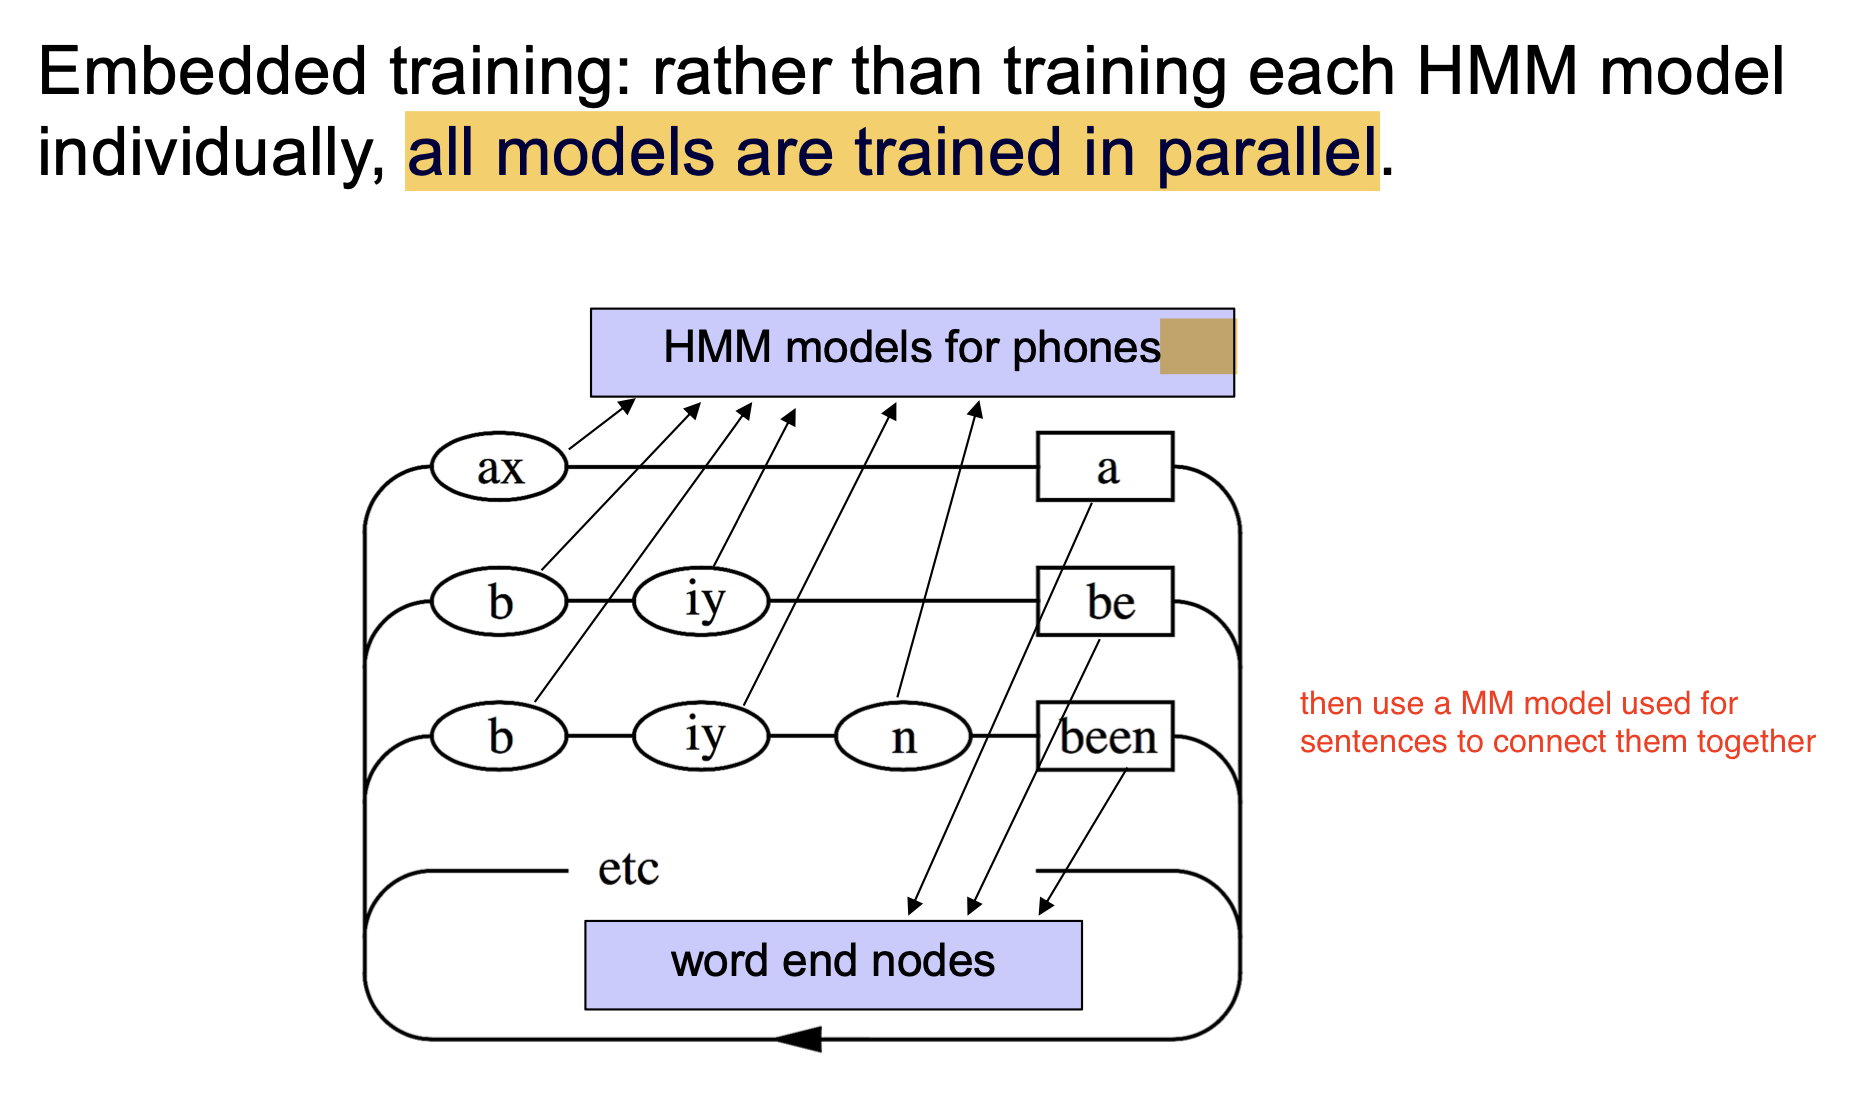 Embedded training: rather than training each HMM model
individually, all models are trained in parallel.
HMM models for phones
ax
a
b
iy
be
b
iy
n
been
then use a MM model used for
sentences to connect them together
etc
word end nodes